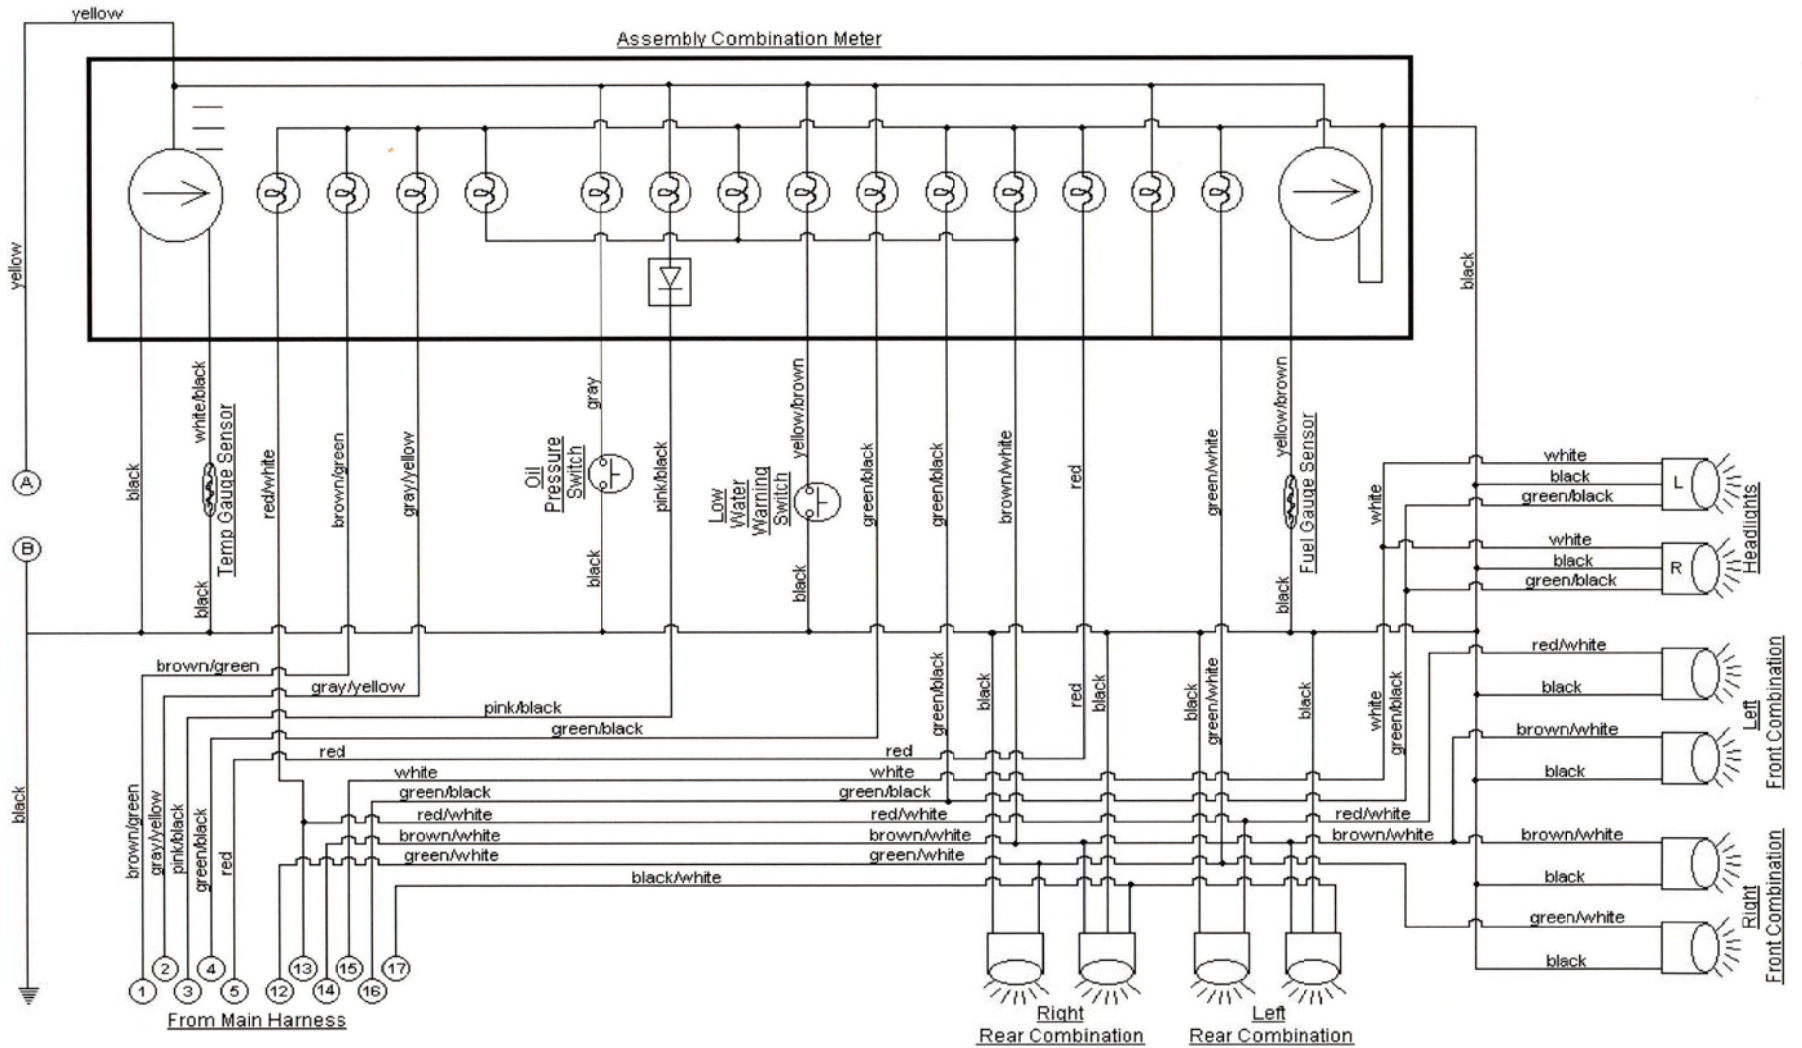 yellow
Assembly Combination Meter
yellow
black
black
white/black
Temp Gauge Sensor
black
red/white
brown/green
gray/yellow
gray
Oil
Pressure
Switch
black
pink/black
yellow/brown
Low
Water
Warning
Switch
black
green/black
green/black
brown/white
red
green/white
yellow/brown
Fuel Gauge Sensor
black
white
white
black
green/black
L
white
black
green/black
R
Headlights
A
B
black
brown/green
gray/yellow
pink/black
green/black
red
red
white
white
green/black
green/black
red/white
red/white
red/white
brown/white
brown/white
brown/white
green/white
green/white
black/white
green/black
black
red
black
black
green/white
black
white
green/black
red/white
black
brown/white
black
Left
Front Combination
brown/white
black
green/white
black
Right
Front Combination
brown/green
gray/yellow
pink/black
green/black
red
2
4
13
15
17
1
3
5
12
14
16
From Main Harness
Right
Rear Combination
Left
Rear Combination